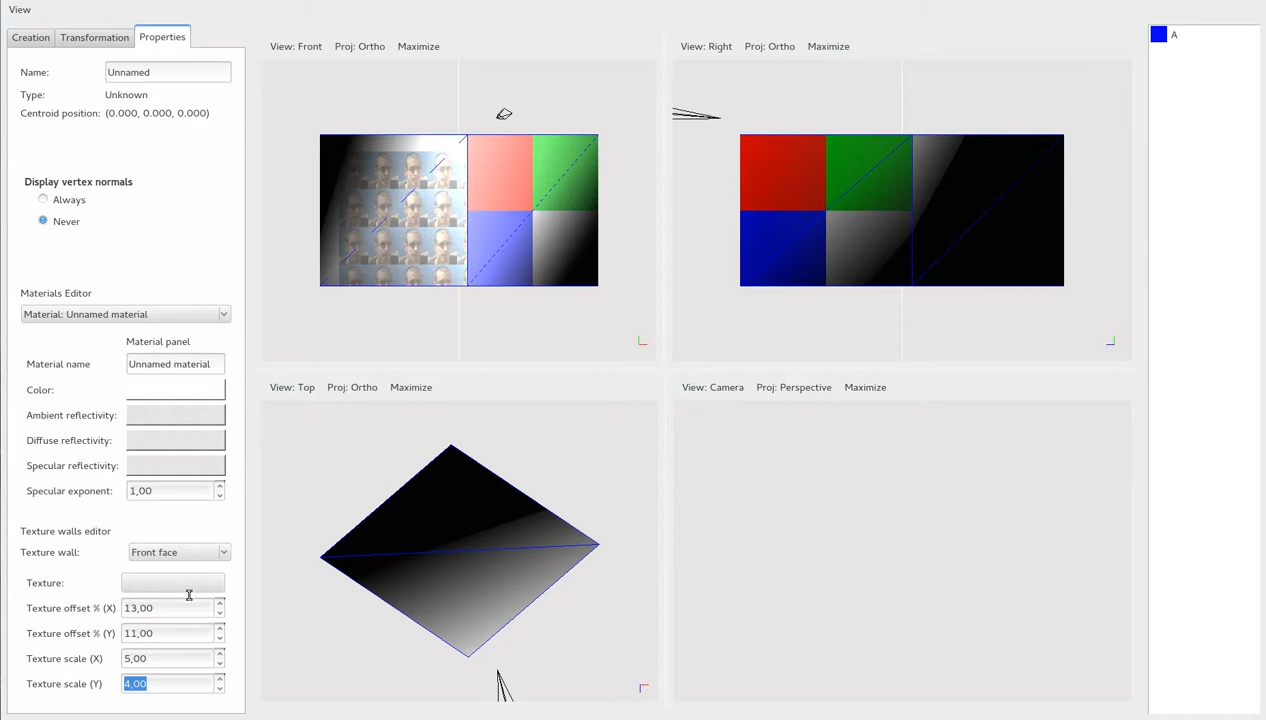 View
Creation Transformation Properties
Name: Unnamed
Type: Unknown
Centroid position: (0.000, 0.000, 0.000)
Display vertex normals
Always
Never
Materials Editor
Material: Unnamed material
Material panel
Material name Unnamed material
Color:
Ambient reflectivity:
Diffuse reflectivity:
Specular reflectivity:
Specular exponent: 1,00
Texture walls editor
Texture wall: Front face
Texture:
Texture offset % (X) 13,00
Texture offset % (Y) 11,00
Texture scale (X) 5,00
Texture scale (Y) 4,00
View: Front Proj: Ortho Maximize
View: Right Proj: Ortho Maximize
View: Top Proj: Ortho Maximize
View: Camera Proj: Perspective Maximize
A